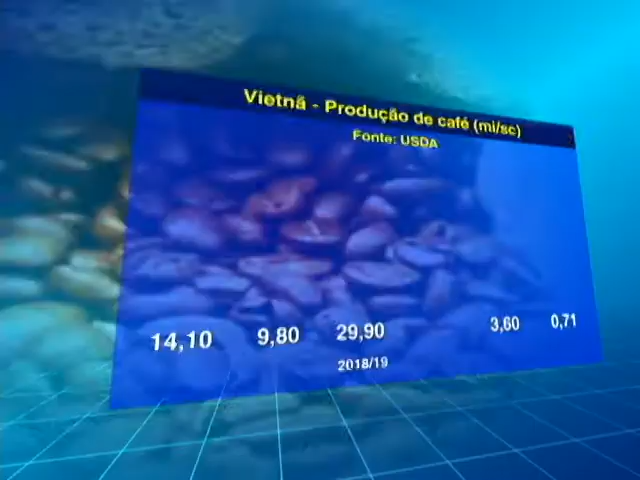 Vietnã - Produção de café (mi/sc)
Fonte: USDA
14,10 9,80 29,90 3,60 0,71
2018/19